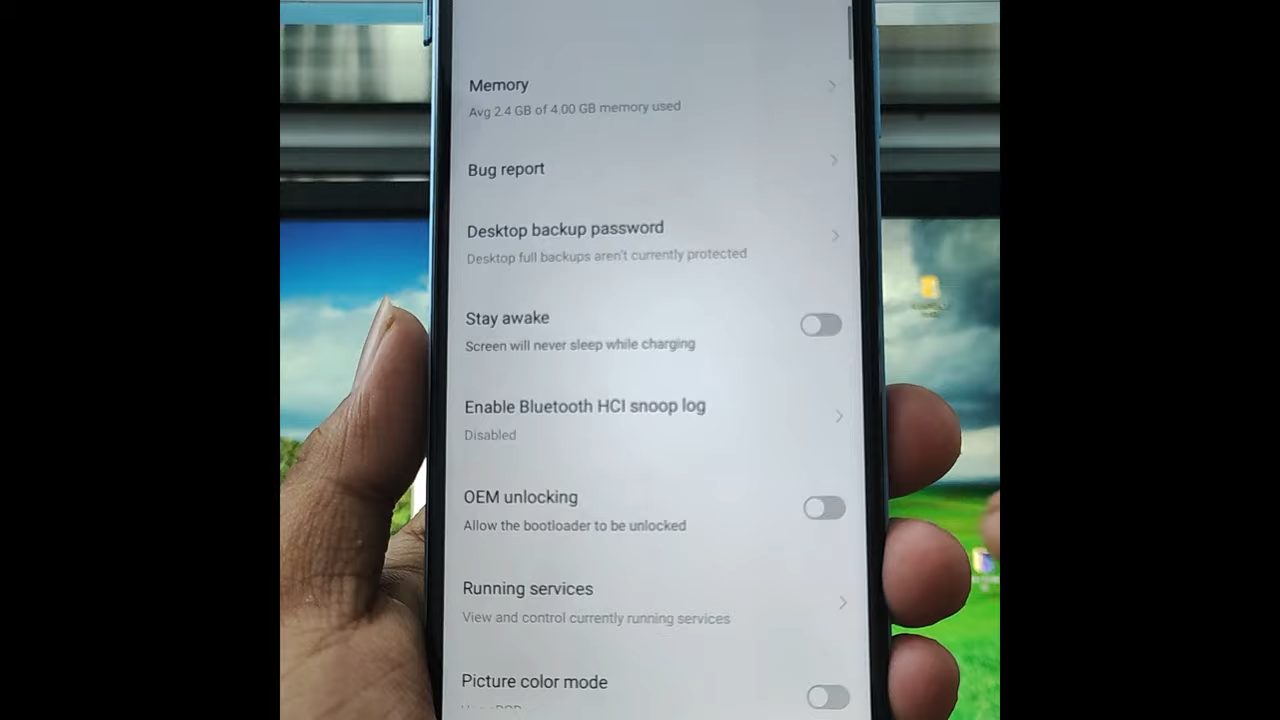 Memory
Avg 2.4 GB of 4.00 GB memory used
Bug report
Desktop backup password
Desktop full backups aren't currently protected
Stay awake
Screen will never sleep while charging
Enable Bluetooth HCI snoop log
Disabled
OEM unlocking
Allow the bootloader to be unlocked
Running services
View and control currently running services
Picture color mode